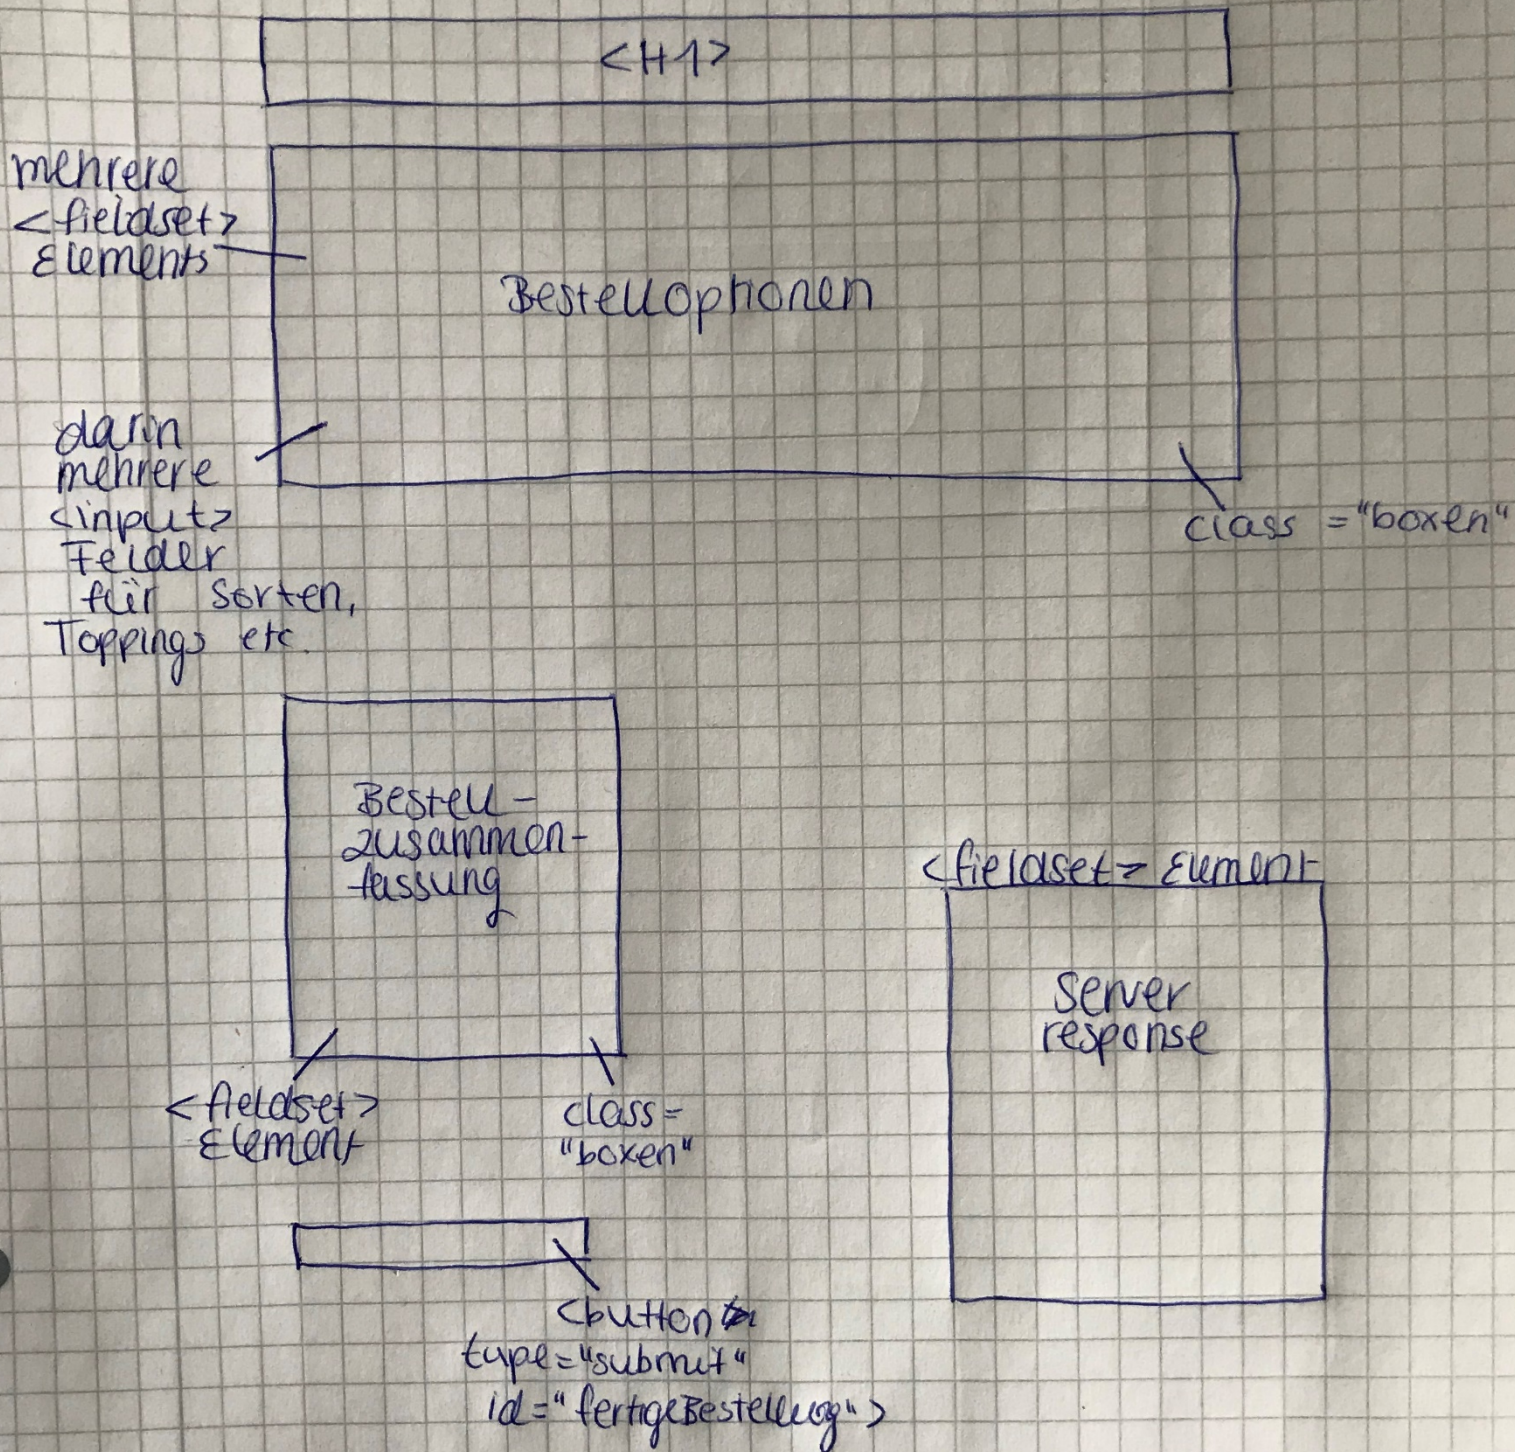 <H1>
mehrere
<fieldset>
Elements
Bestelloptionen
darin
mehrere
<input>
Felder
für Sorten,
Toppings etc.
class ="boxen"
Bestell-
zusammen-
fassung
<fieldset>
Element
class=
"boxen"
<fieldset> Element
Server
response
<button
type="submit"
id="fertigeBestellung">